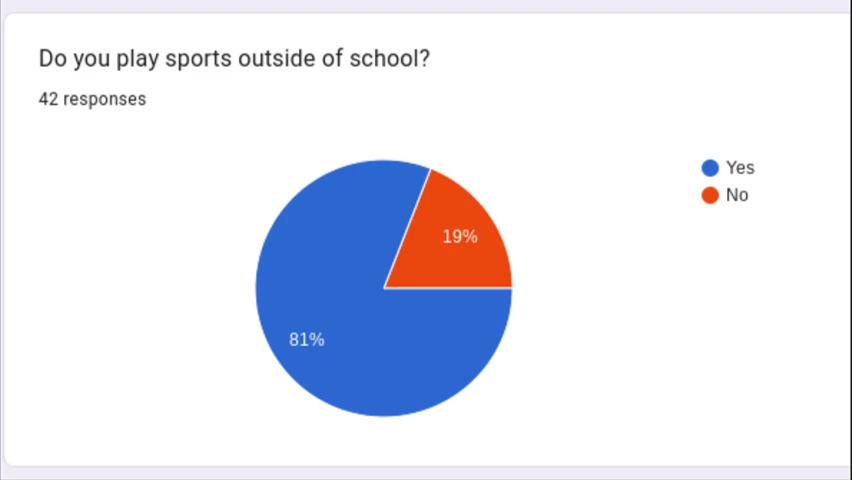 Do you play sports outside of school?
42 responses
Yes
No
19%
81%